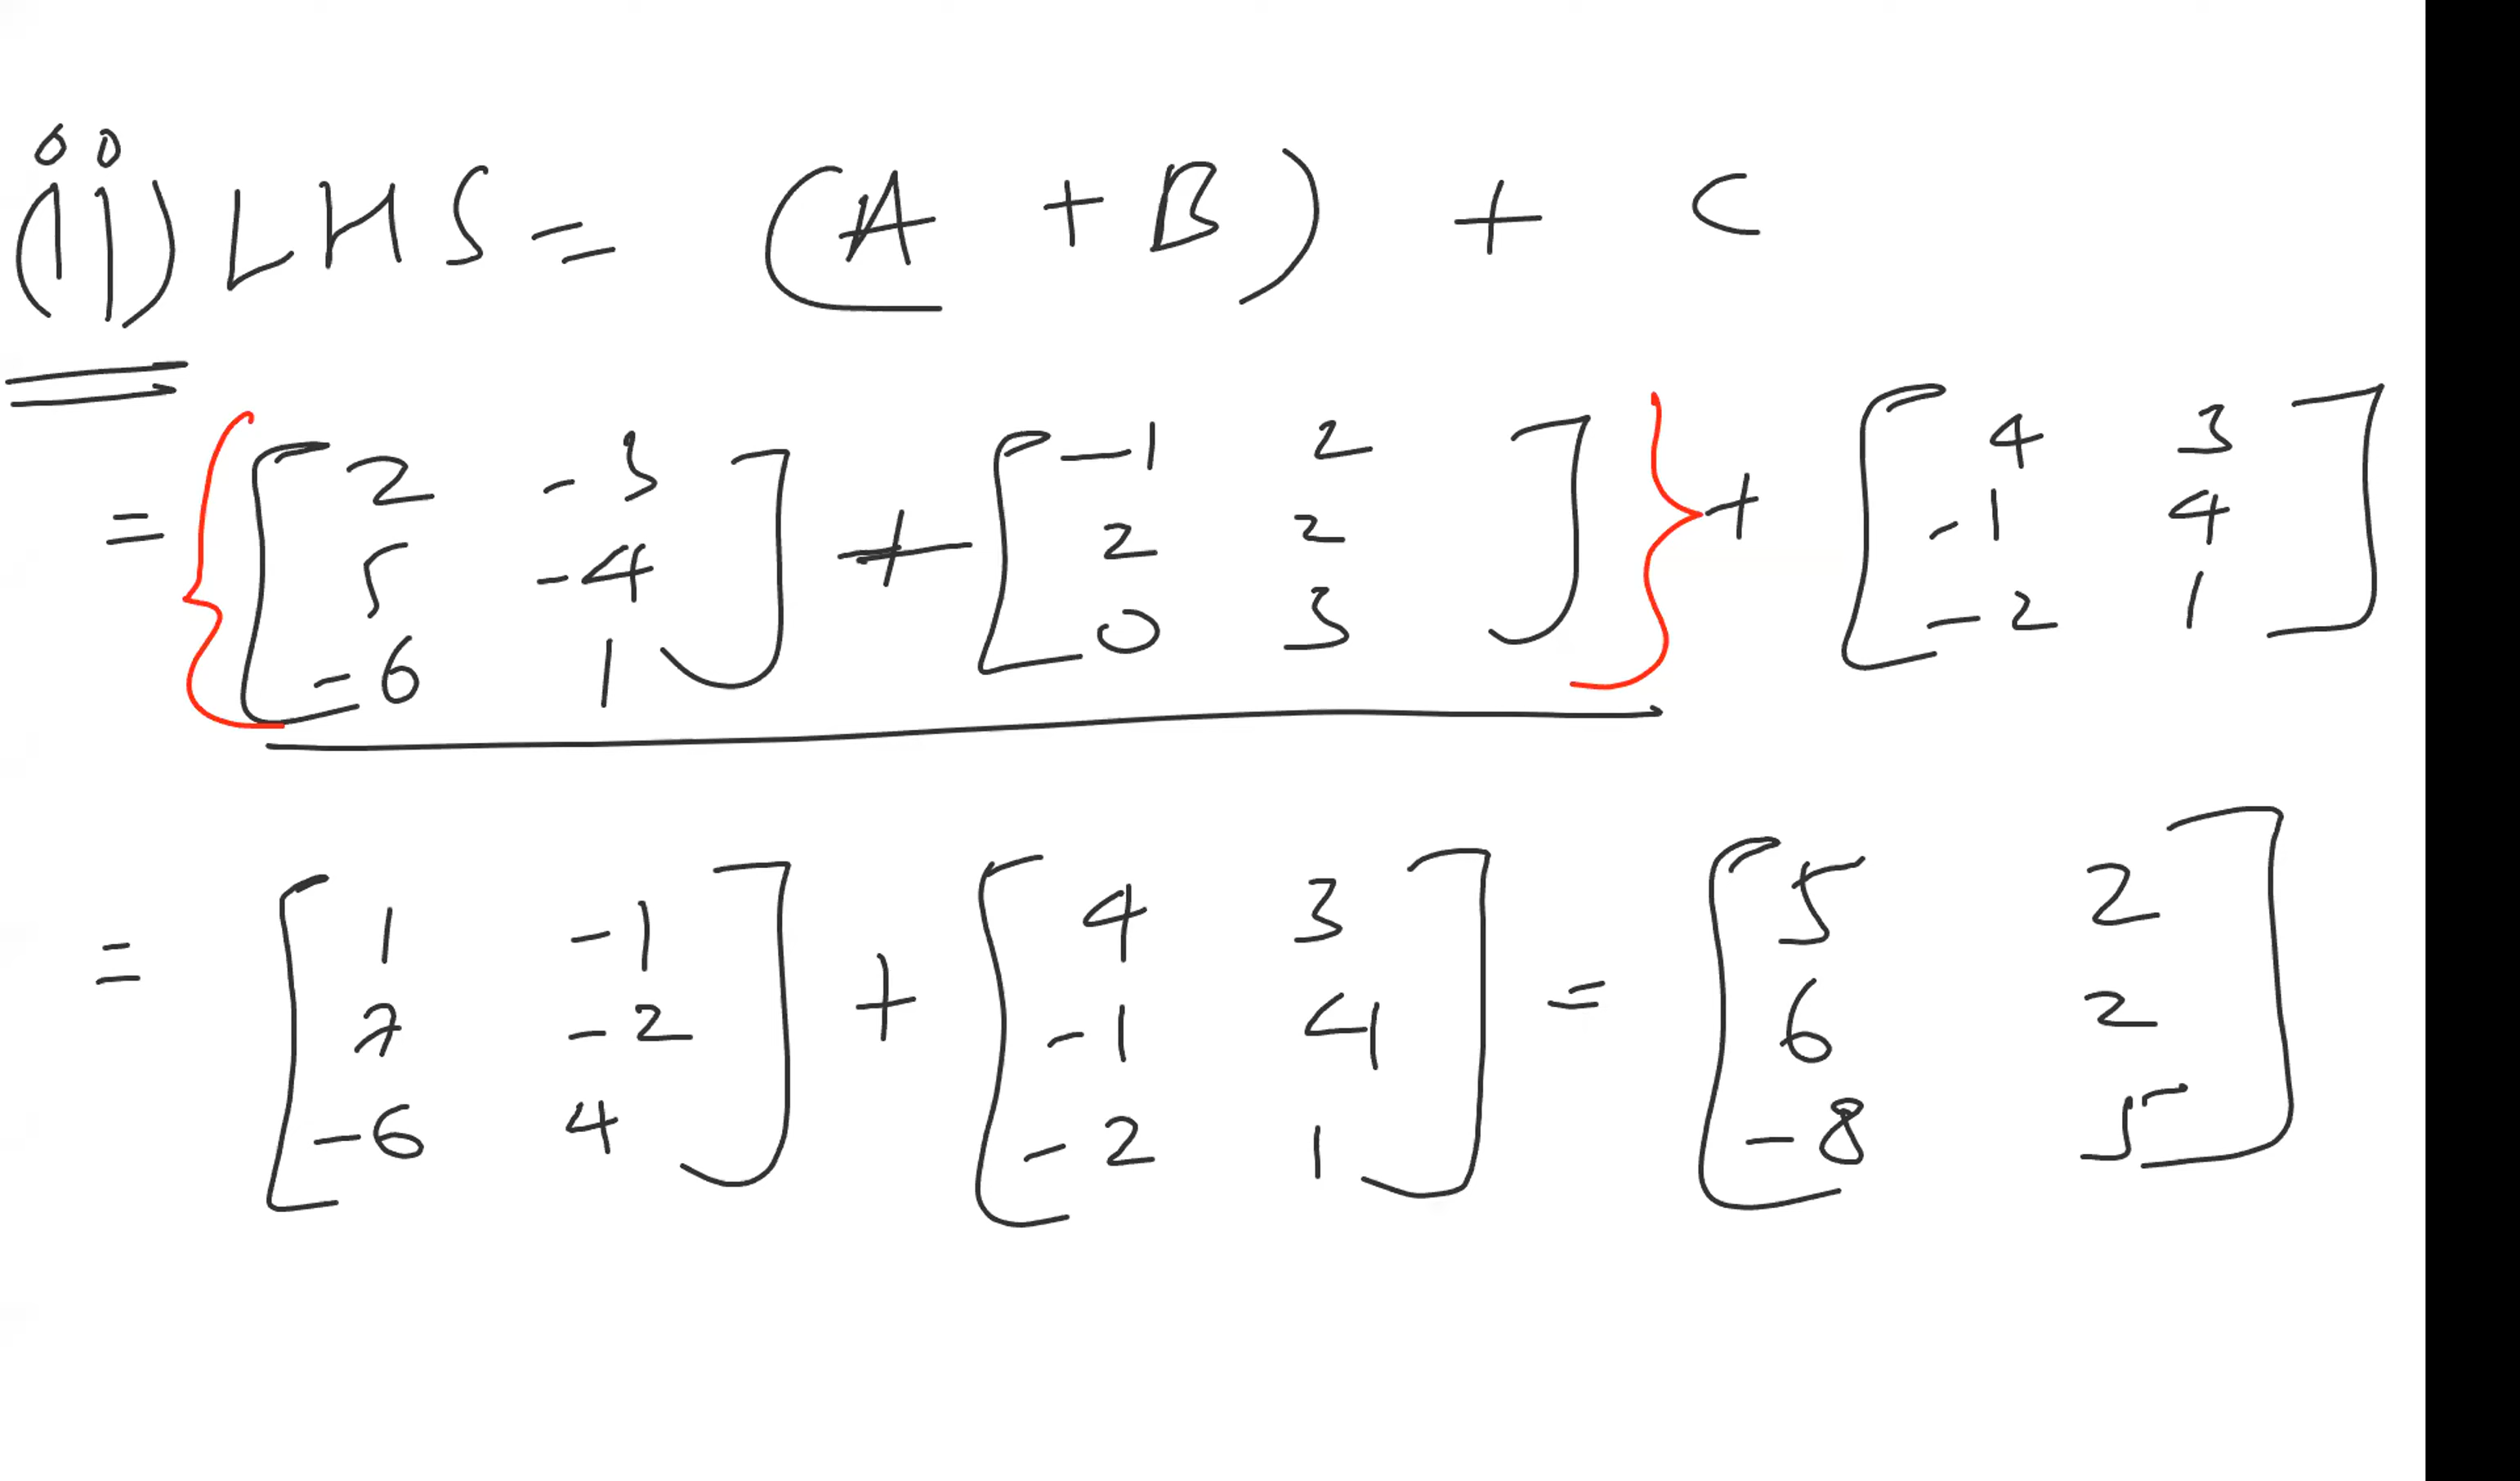 (ii) LHS = (A + B) + C
= { [ 2 -3 ] + [ -1 2 ] } + [ 4 3 ]
5 -4 2 2 -1 4
-6 1 0 3 -2 1
= [ 1 -1 ] + [ 4 3 ] = [ 5 2 ]
7 -2 -1 4 6 2
-6 4 -2 1 -8 5